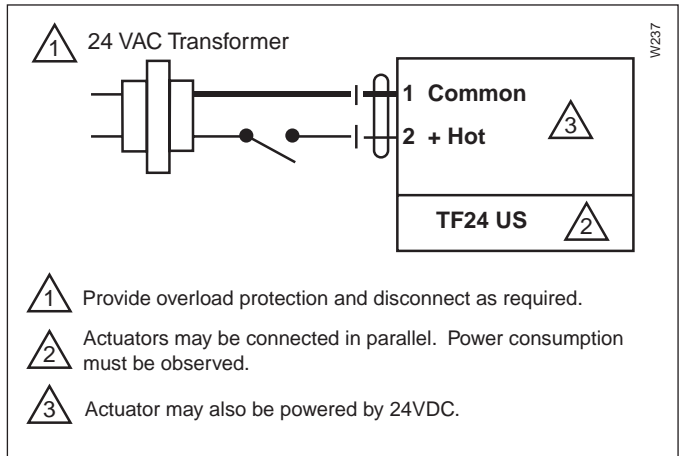 1 24 VAC Transformer
W237
1 Common
2 + Hot
3
TF24 US 2
1 Provide overload protection and disconnect as required.
2 Actuators may be connected in parallel. Power consumption
must be observed.
3 Actuator may also be powered by 24VDC.